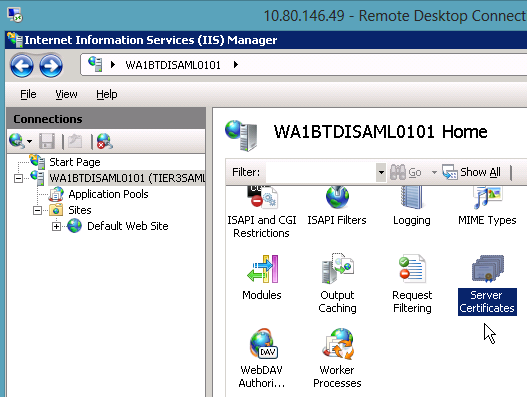 10.80.146.49 - Remote Desktop Connect
Internet Information Services (IIS) Manager
WA1BTDISAML0101
File View Help
Connections
Start Page
WA1BTDISAML0101 (TIER3SAML
Application Pools
Sites
Default Web Site
WA1BTDISAML0101 Home
Filter: Go Show All
ISAPI and CGI
Restrictions
ISAPI Filters
Logging
MIME Types
Modules
Output
Caching
Request
Filtering
Server
Certificates
DAV
WebDAV
Authori...
Worker
Processes